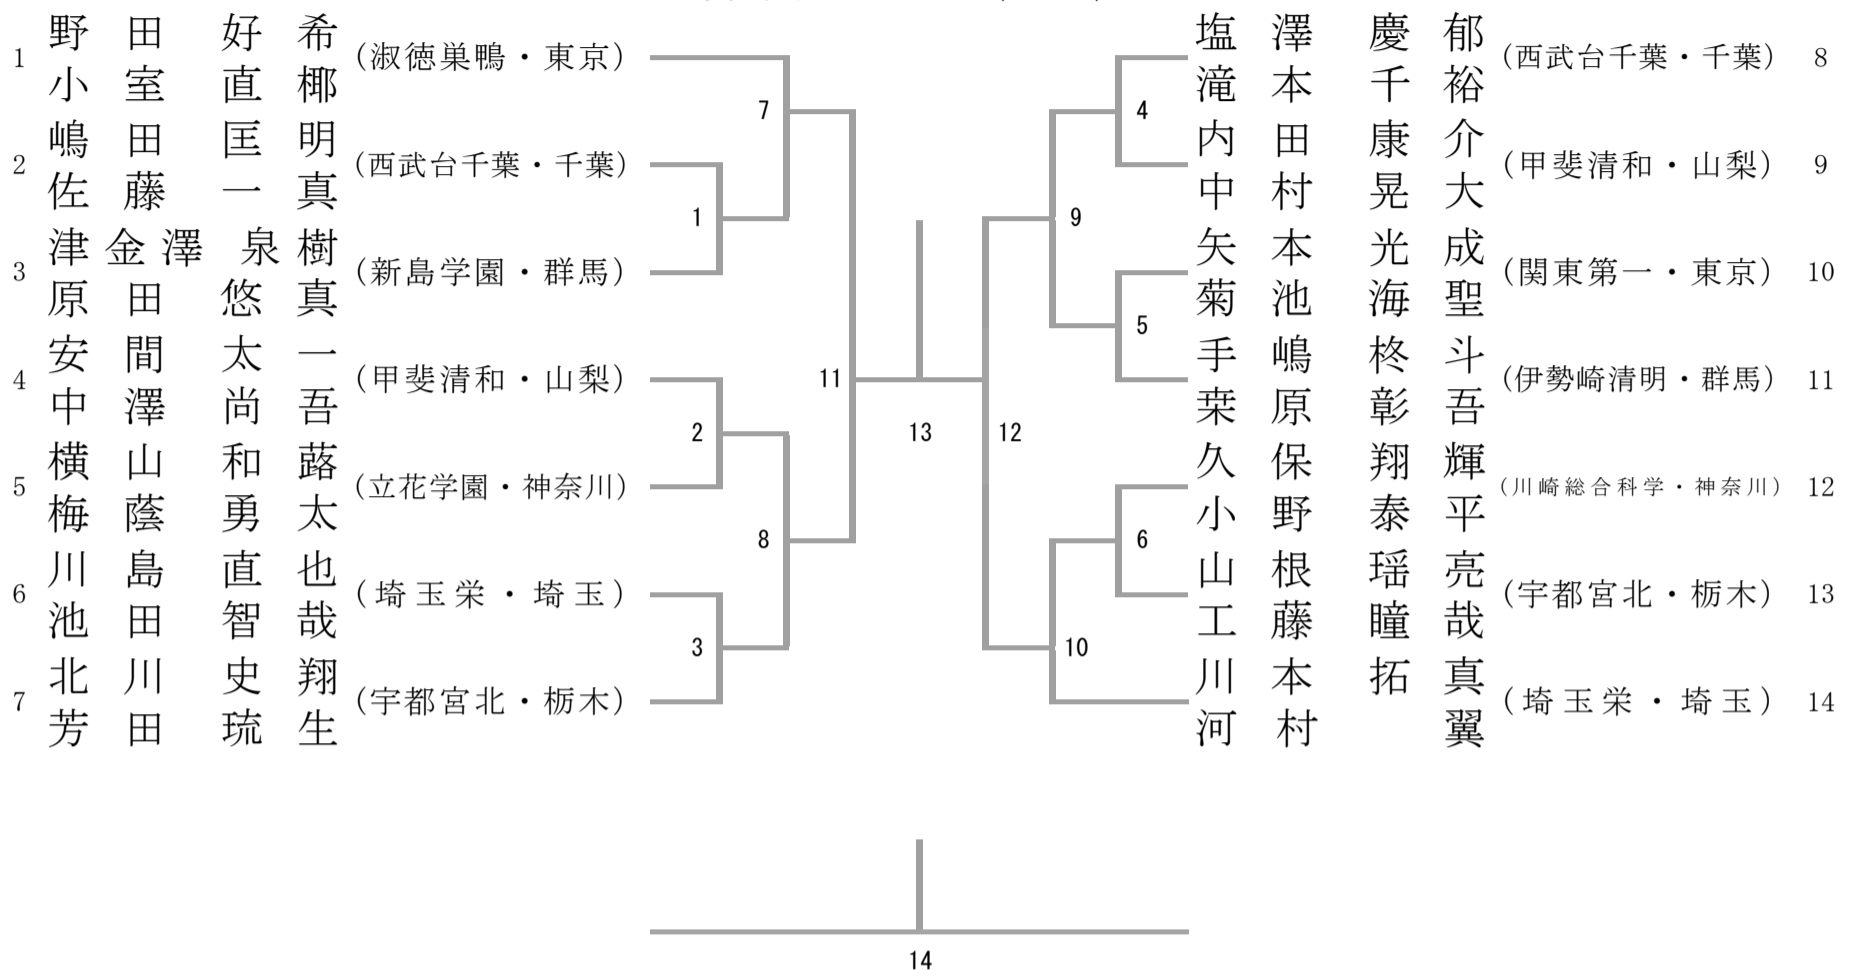 野田好希
1 (淑徳巣鴨・東京)
小室直椰
嶋田匡明
2 (西武台千葉・千葉)
佐藤一真
津金澤泉樹
3 (新島学園・群馬)
原田悠真
安間太一
4 (甲斐清和・山梨)
中澤尚吾
横山和蕗
5 (立花学園・神奈川)
梅蔭勇太
川島直也
6 (埼玉栄・埼玉)
池田智哉
北川史翔
7 (宇都宮北・栃木)
芳田琉生
7
1
2
8
3
11
13
12
4
9
5
6
10
塩澤慶郁
(西武台千葉・千葉) 8
滝本千裕
内田康介
(甲斐清和・山梨) 9
中村晃大
矢本光成
(関東第一・東京) 10
菊池海聖
手嶋柊斗
(伊勢崎清明・群馬) 11
桒原彰吾
久保翔輝
(川崎総合科学・神奈川) 12
小野泰平
山根瑶亮
(宇都宮北・栃木) 13
工藤瞳哉
川本拓真
(埼玉栄・埼玉) 14
河村翼
14